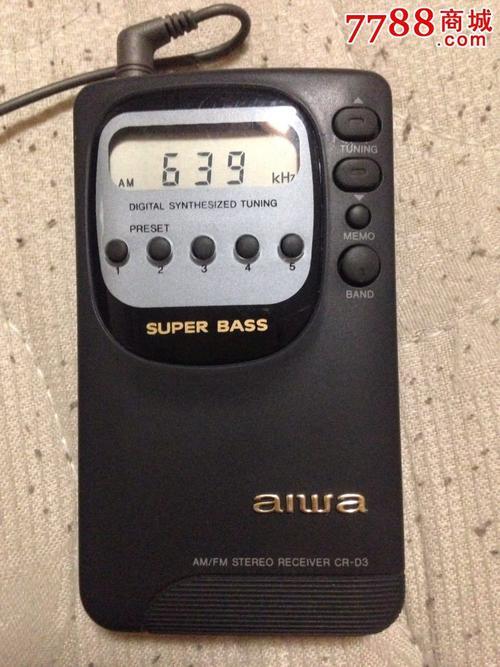 7788商城
.com
TUNING
AM 639 kHz
DIGITAL SYNTHESIZED TUNING
PRESET
MEMO
1 2 3 4 5
BAND
SUPER BASS
aiwa
AM/FM STEREO RECEIVER CR-D3